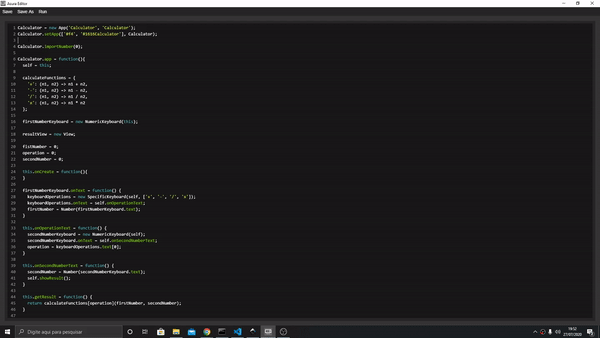 Azura Editor
Save Save As Run
1 Calculator = new App('Calculator', 'Calculator');
2 Calculator.setApp(['#f4', '#1616Calculator'], Calculator);
3
4 Calculator.importNumber(0);
5
6 Calculator.app = function(){
7 self = this;
8
9 calculateFunctions = {
10 '+': (n1, n2) => n1 + n2,
11 '-': (n1, n2) => n1 - n2,
12 '/': (n1, n2) => n1 / n2,
13 'x': (n1, n2) => n1 * n2
14 };
15
16 firstNumberKeyboard = new NumericKeyboard(this);
17
18 resultView = new View;
19
20 fistNumber = 0;
21 operation = 0;
22 secondNumber = 0;
23
24 this.onCreate = function(){
25 }
26
27 firstNumberKeyboard.onText = function() {
28 keyboardOperations = new SpecificKeyboard(self, ['+', '-', '/', 'x']);
29 keyboardOperations.onText = self.onOperationText;
30 firstNumber = Number(firstNumberKeyboard.text);
31 }
32
33 this.onOperationText = function() {
34 secondNumberKeyboard = new NumericKeyboard(self);
35 secondNumberKeyboard.onText = self.onSecondNumberText;
36 operation = keyboardOperations.text[0];
37 }
38
39 this.onSecondNumberText = function() {
40 secondNumber = Number(secondNumberKeyboard.text);
41 self.showResult();
42 }
43
44 this.getResult = function() {
45 return calculateFunctions[operation](firstNumber, secondNumber);
46 }
47
Digite aqui para pesquisar
19:52
27/07/2020